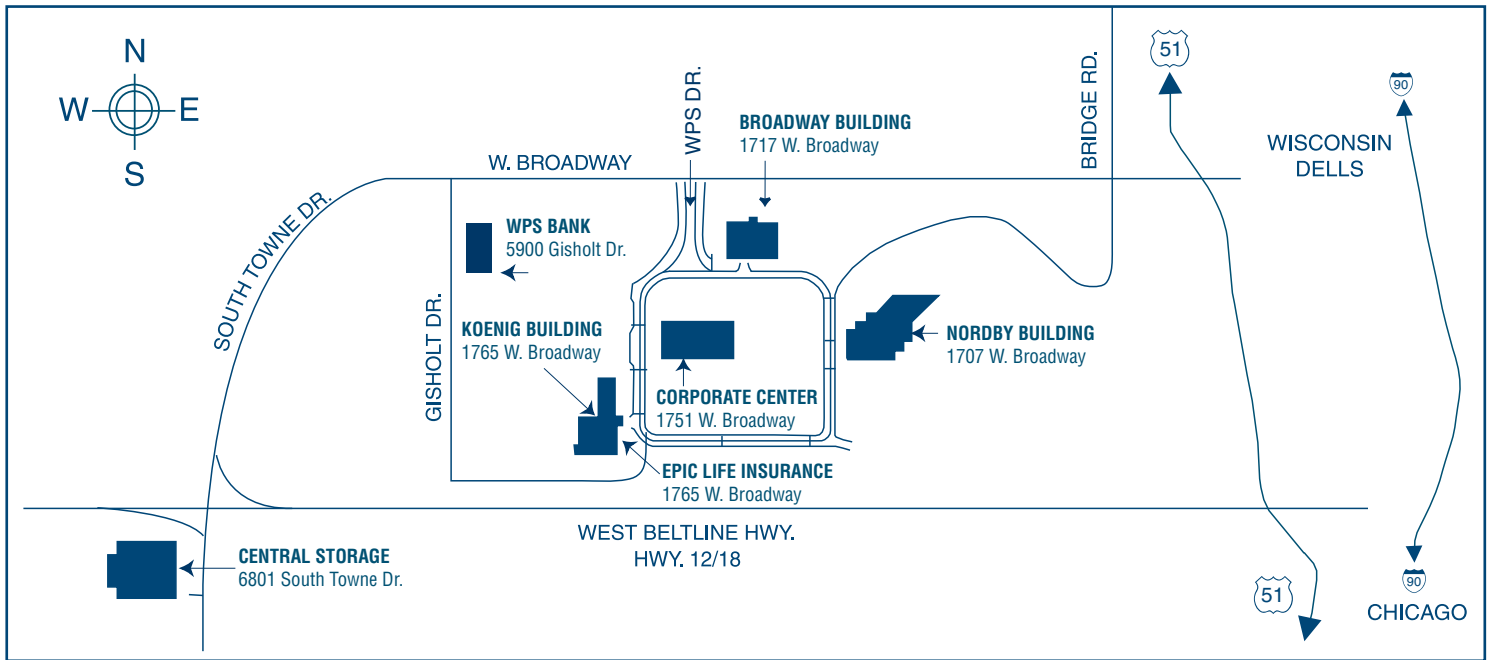 N
W
E
S
SOUTH TOWNE DR.
W. BROADWAY
WPS DR.
BROADWAY BUILDING
1717 W. Broadway
BRIDGE RD.
51
90
WISCONSIN
DELLS
WPS BANK
5900 Gisholt Dr.
GISHOLT DR.
KOENIG BUILDING
1765 W. Broadway
CORPORATE CENTER
1751 W. Broadway
NORDBY BUILDING
1707 W. Broadway
EPIC LIFE INSURANCE
1765 W. Broadway
WEST BELTLINE HWY.
HWY. 12/18
CENTRAL STORAGE
6801 South Towne Dr.
51
90
CHICAGO